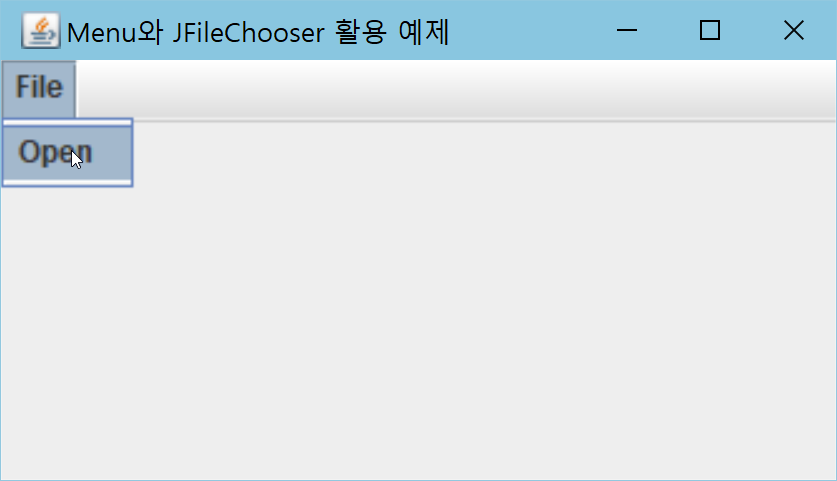 Menu와 JFileChooser 활용 예제
File
Open